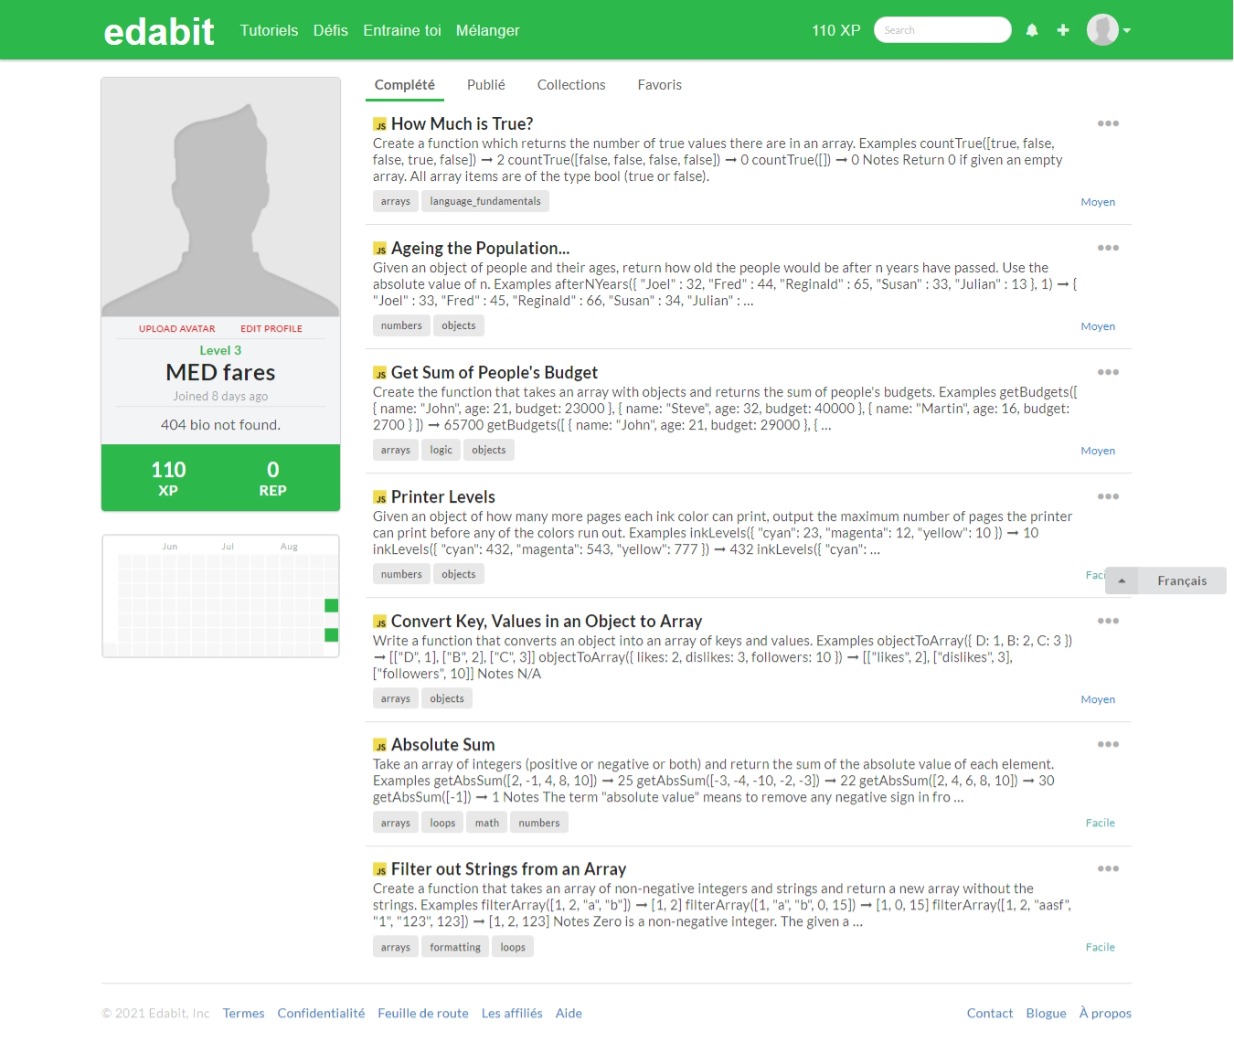 edabit Tutoriels Défis Entraine toi Mélanger 110 XP Search
Complété Publié Collections Favoris
UPLOAD AVATAR EDIT PROFILE
Level 3
MED fares
Joined 8 days ago
404 bio not found.
110 0
XP REP
Jun Jul Aug
JS How Much is True?
Create a function which returns the number of true values there are in an array. Examples countTrue([true, false,
false, true, false]) ➞ 2 countTrue([false, false, false, false]) ➞ 0 countTrue([]) ➞ 0 Notes Return 0 if given an empty
array. All array items are of the type bool (true or false).
arrays language_fundamentals Moyen
JS Ageing the Population...
Given an object of people and their ages, return how old the people would be after n years have passed. Use the
absolute value of n. Examples afterNYears({ "Joel" : 32, "Fred" : 44, "Reginald" : 65, "Susan" : 33, "Julian" : 13 }, 1) ➞ {
"Joel" : 33, "Fred" : 45, "Reginald" : 66, "Susan" : 34, "Julian" : ...
numbers objects Moyen
JS Get Sum of People's Budget
Create the function that takes an array with objects and returns the sum of people's budgets. Examples getBudgets([
{ name: "John", age: 21, budget: 23000 }, { name: "Steve", age: 32, budget: 40000 }, { name: "Martin", age: 16, budget:
2700 } ]) ➞ 65700 getBudgets([ { name: "John", age: 21, budget: 29000 }, { ...
arrays logic objects Moyen
JS Printer Levels
Given an object of how many more pages each ink color can print, output the maximum number of pages the printer
can print before any of the colors run out. Examples inkLevels({ "cyan": 23, "magenta": 12, "yellow": 10 }) ➞ 10
inkLevels({ "cyan": 432, "magenta": 543, "yellow": 777 }) ➞ 432 inkLevels({ "cyan": ...
numbers objects Faci Français
JS Convert Key, Values in an Object to Array
Write a function that converts an object into an array of keys and values. Examples objectToArray({ D: 1, B: 2, C: 3 })
➞ [["D", 1], ["B", 2], ["C", 3]] objectToArray({ likes: 2, dislikes: 3, followers: 10 }) ➞ [["likes", 2], ["dislikes", 3],
["followers", 10]] Notes N/A
arrays objects Moyen
JS Absolute Sum
Take an array of integers (positive or negative or both) and return the sum of the absolute value of each element.
Examples getAbsSum([2, -1, 4, 8, 10]) ➞ 25 getAbsSum([-3, -4, -10, -2, -3]) ➞ 22 getAbsSum([2, 4, 6, 8, 10]) ➞ 30
getAbsSum([-1]) ➞ 1 Notes The term "absolute value" means to remove any negative sign in fro ...
arrays loops math numbers Facile
JS Filter out Strings from an Array
Create a function that takes an array of non-negative integers and strings and return a new array without the
strings. Examples filterArray([1, 2, "a", "b"]) ➞ [1, 2] filterArray([1, "a", "b", 0, 15]) ➞ [1, 0, 15] filterArray([1, 2, "aasf",
"1", "123", 123]) ➞ [1, 2, 123] Notes Zero is a non-negative integer. The given a ...
arrays formatting loops Facile
© 2021 Edabit, Inc Termes Confidentialité Feuille de route Les affiliés Aide Contact Blogue À propos